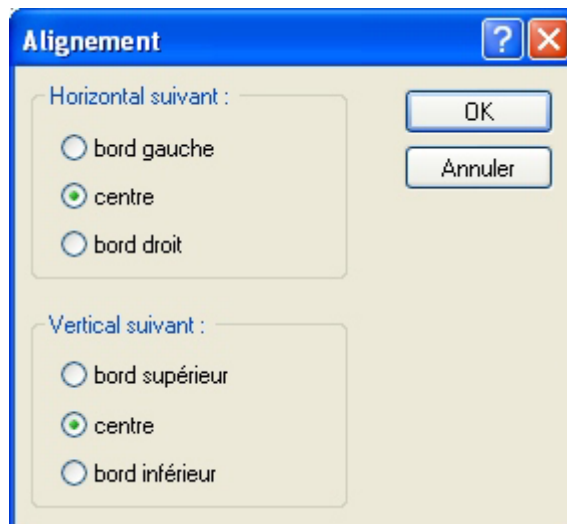 Alignement
Horizontal suivant :
bord gauche
centre
bord droit
OK
Annuler
Vertical suivant :
bord supérieur
centre
bord inférieur